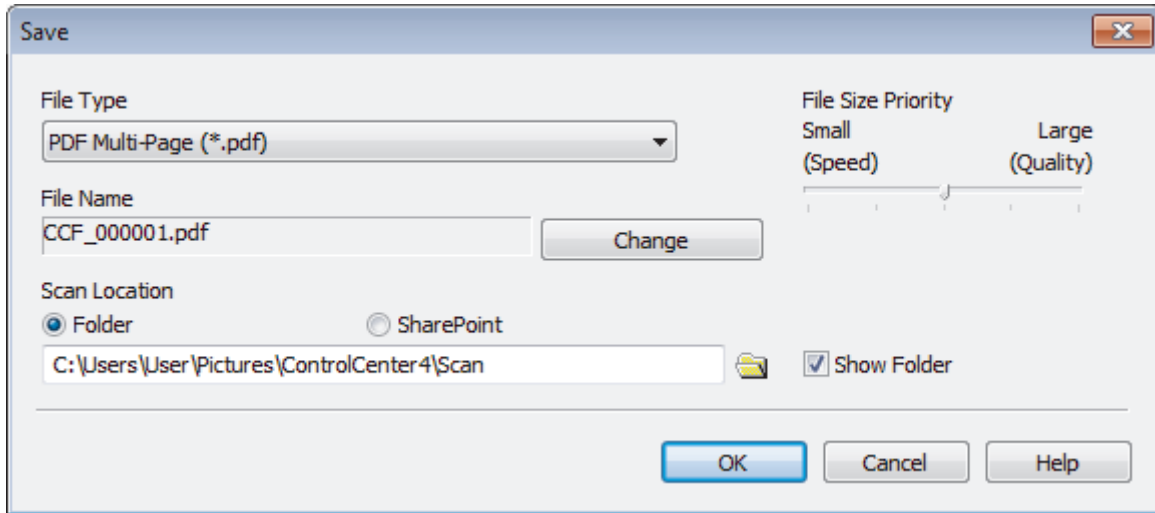 Save
File Type
PDF Multi-Page (*.pdf)
File Name
CCF_000001.pdf
Change
Scan Location
Folder
SharePoint
C:\Users\User\Pictures\ControlCenter4\Scan
File Size Priority
Small Large
(Speed) (Quality)
Show Folder
OK Cancel Help